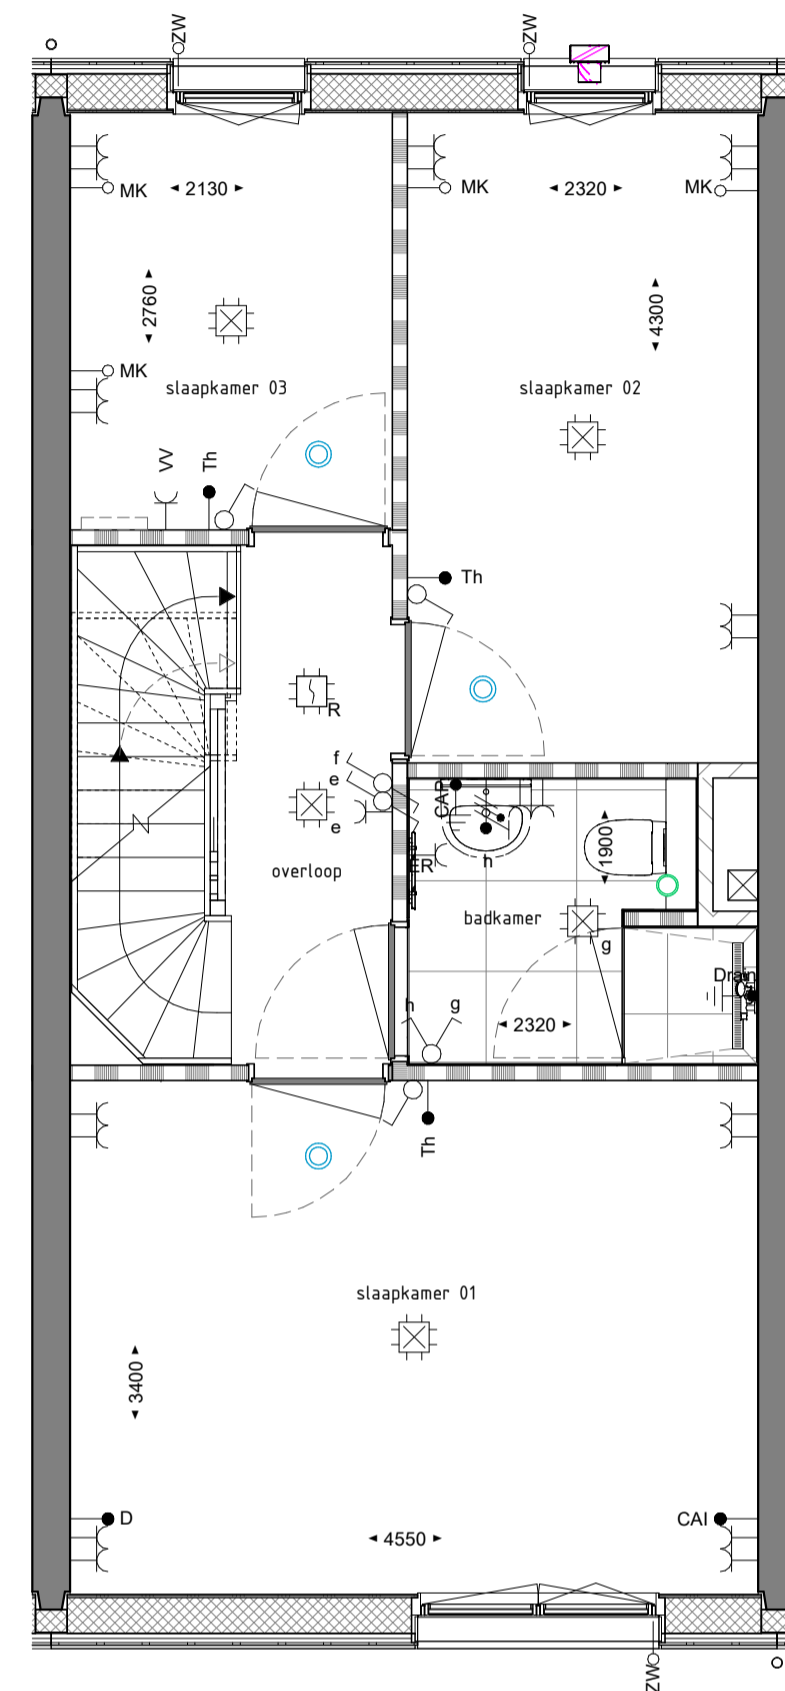 ZW
ZW
MK
2130
MK
2320
MK
2760
4300
MK
slaapkamer 03
slaapkamer 02
VV
Th
Th
R
f
e
e
CAP
h
1900
ER
overloop
badkamer
g
Drain
h
g
2320
Th
slaapkamer 01
3400
D
CAI
4550
ZW